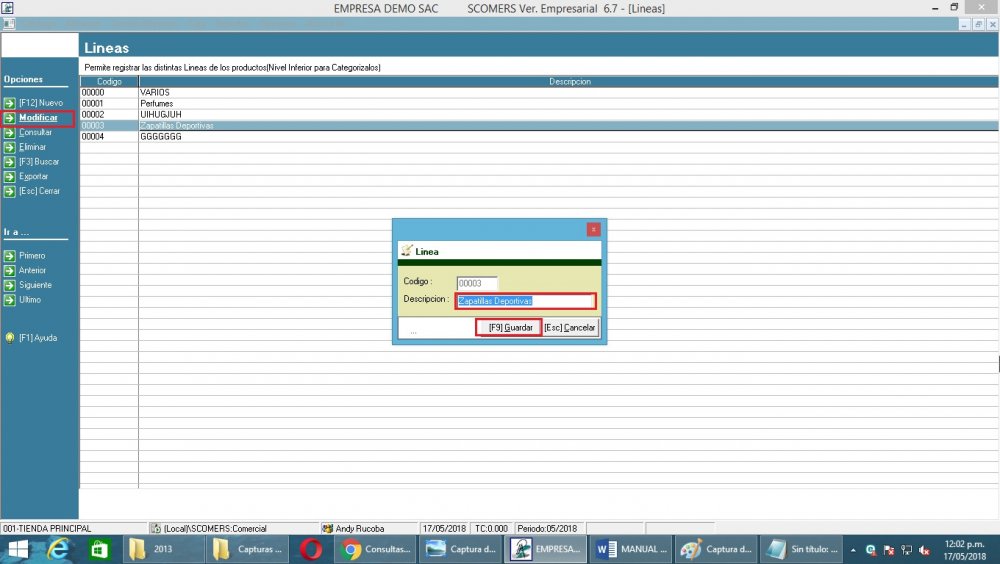 EMPRESA DEMO SAC SCOMERS Ver. Empresarial 6.7 - [Lineas]
Lineas
Permite registrar las distintas Lineas de los productos(Nivel Inferior para Categorizalos)
Opciones
[F12] Nuevo
Modificar
Consultar
Eliminar
[F3] Buscar
Exportar
[Esc] Cerrar
Ir a ...
Primero
Anterior
Siguiente
Ultimo
[F1] Ayuda
Codigo Descripcion
00000 VARIOS
00001 Perfumes
00002 UIHUGJUH
00003 Zapatillas Deportivas
00004 GGGGGGG
Linea
Codigo : 00003
Descripcion : Zapatillas Deportivas
... [F9] Guardar [Esc] Cancelar
001-TIENDA PRINCIPAL (Local)\SCOMERS:Comercial Andy Rucoba 17/05/2018 TC:0.000 Periodo:05/2018
2013 Capturas ... Consultas... Captura d... EMPRESA... MANUAL ... Captura d... Sin título: ... 12:02 p.m.
17/05/2018